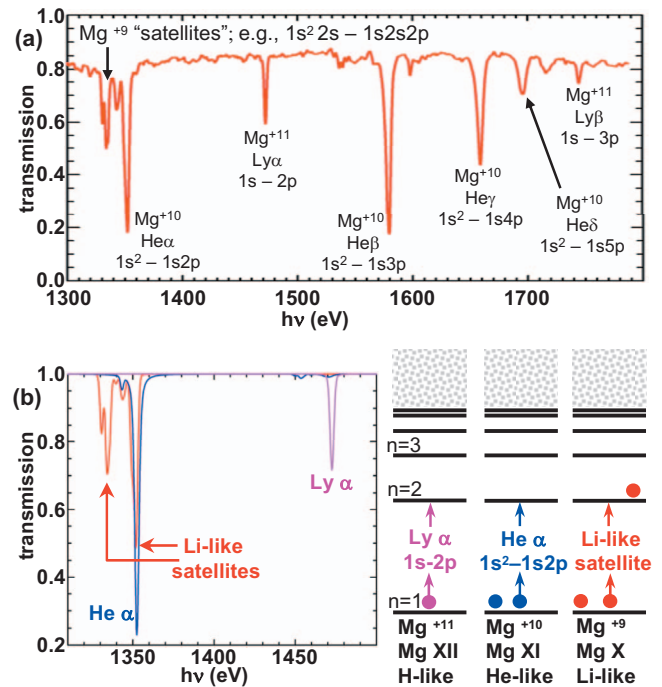 (a)
Mg +9 “satellites”; e.g., 1s² 2s – 1s2s2p
1.0
0.8
0.6
0.4
0.2
0.0
transmission
Mg+10
Heα
1s² – 1s2p
Mg+11
Lyα
1s – 2p
Mg+10
Heβ
1s² – 1s3p
Mg+10
Heγ
1s² – 1s4p
Mg+10
Heδ
1s² – 1s5p
Mg+11
Lyβ
1s – 3p
1300 1400 1500 1600 1700
hν (eV)
(b)
1.0
0.8
0.6
0.4
0.2
transmission
Ly α
Li-like
satellites
He α
1350 1400 1450
hν (eV)
n=3
n=2
n=1
Ly α
1s-2p
He α
1s²–1s2p
Li-like
satellite
Mg +11
Mg XII
H-like
Mg +10
Mg XI
He-like
Mg +9
Mg X
Li-like